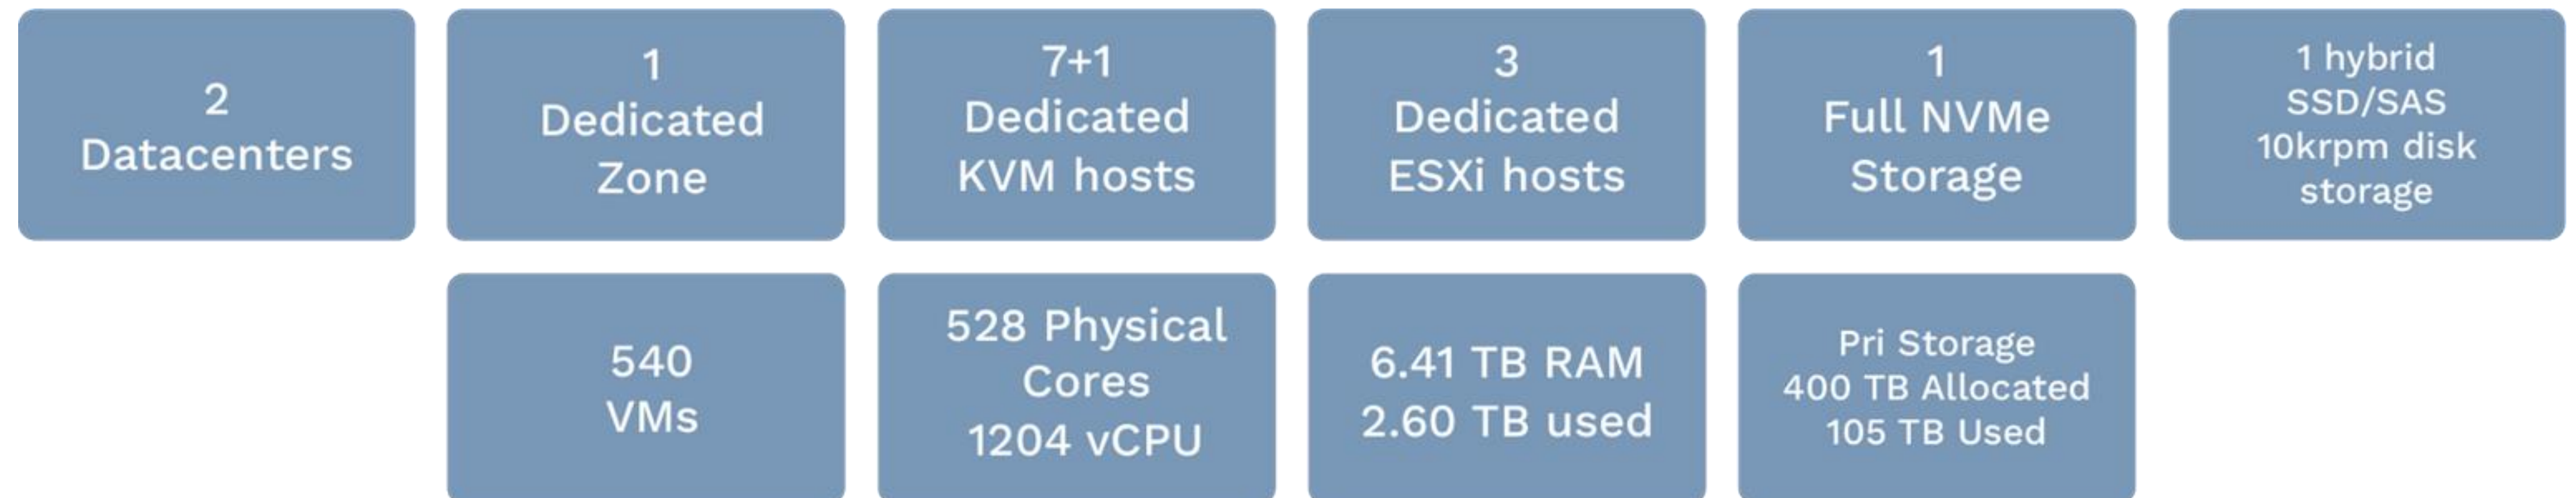 2
Datacenters
1
Dedicated
Zone
7+1
Dedicated
KVM hosts
3
Dedicated
ESXi hosts
1
Full NVMe
Storage
1 hybrid
SSD/SAS
10krpm disk
storage
540
VMs
528 Physical
Cores
1204 vCPU
6.41 TB RAM
2.60 TB used
Pri Storage
400 TB Allocated
105 TB Used